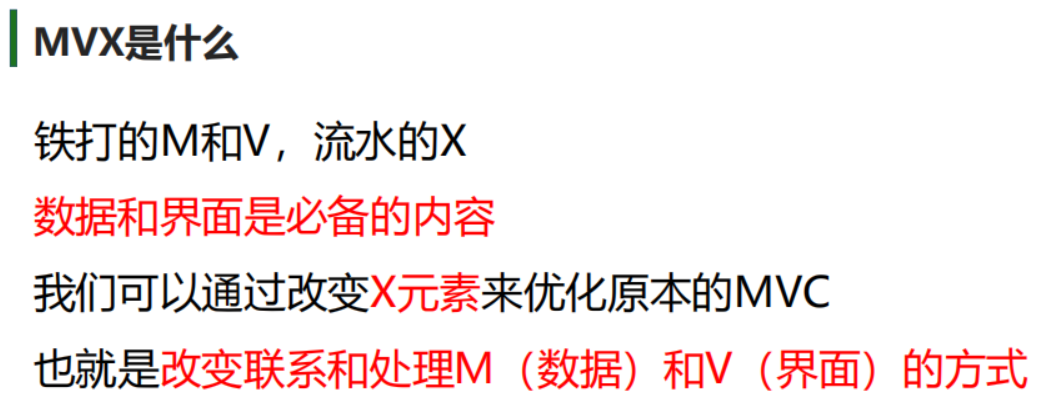 MVX是什么
铁打的M和V，流水的X
数据和界面是必备的内容
我们可以通过改变X元素来优化原本的MVC
也就是改变联系和处理M（数据）和V（界面）的方式